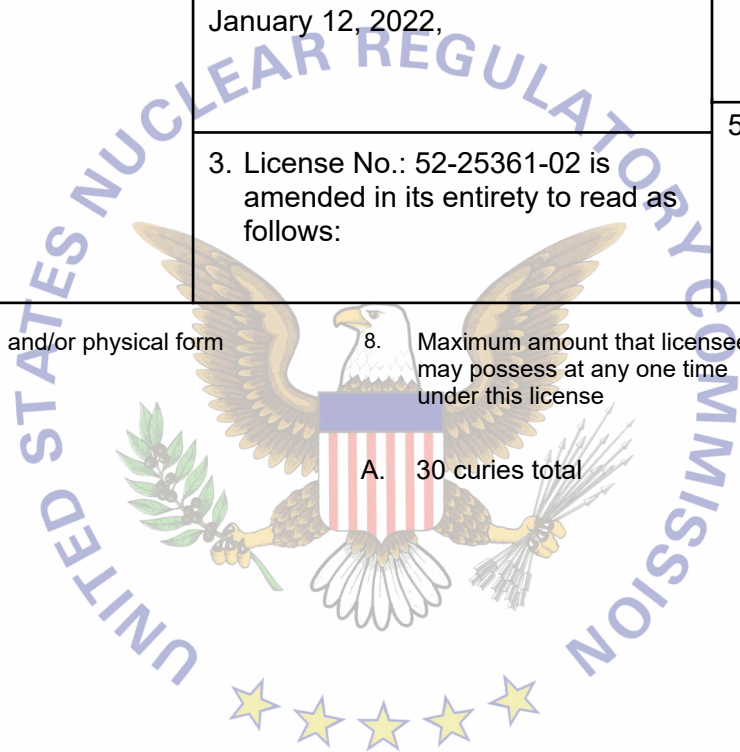 January 12, 2022,
3. License No.: 52-25361-02 is
amended in its entirety to read as
follows:
5
and/or physical form
8. Maximum amount that licensee
may possess at any one time
under this license
A. 30 curies total
UNITED STATES NUCLEAR REGULATORY COMMISSION